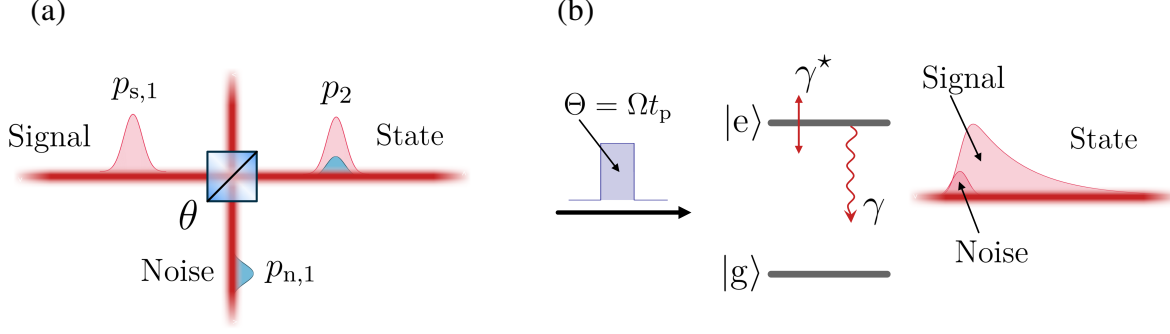 (a)
p_{s,1}
p_2
Signal
State
θ
Noise
p_{n,1}
(b)
Θ = Ωt_p
|e⟩
γ^⋆
γ
|g⟩
Signal
State
Noise